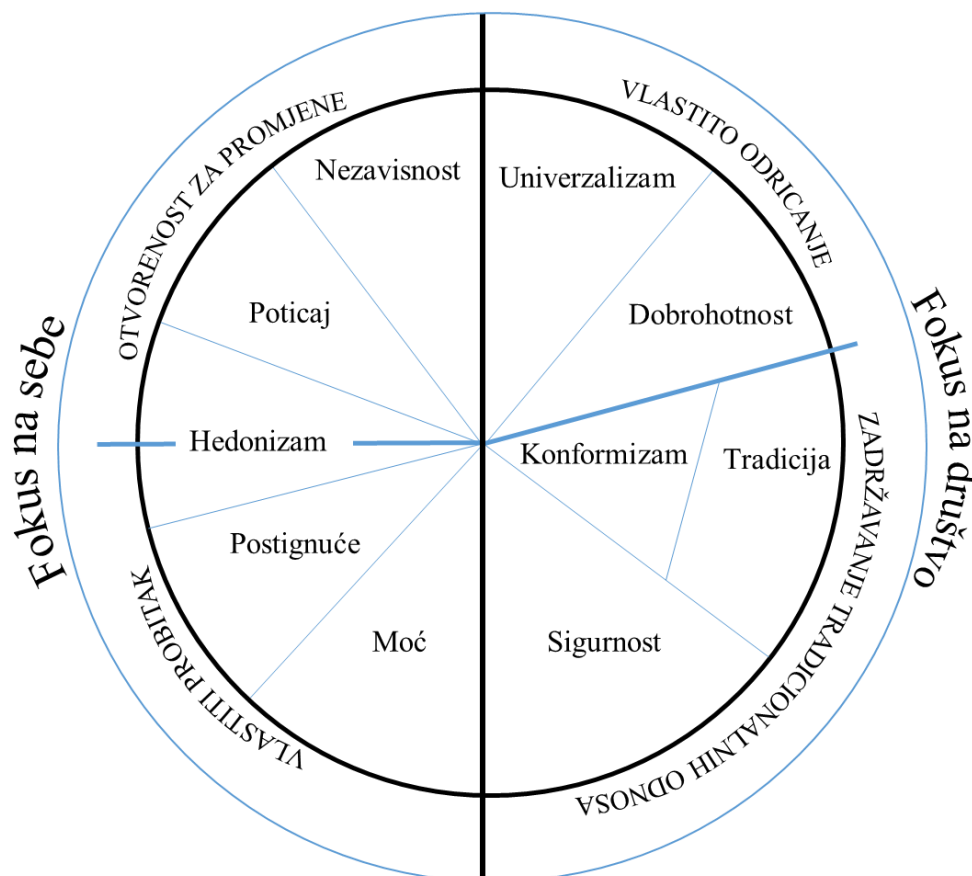 VLASTITO ODRICANJE
OTVORENOST ZA PROMJENE
Nezavisnost
Univerzalizam
Poticaj
Dobrohotnost
Fokus na sebe
Fokus na društvo
Hedonizam
Konformizam
Tradicija
Postignuće
ZADRŽAVANJE TRADICIONALNIH ODNOSA
Moć
Sigurnost
VLASTITI PROBITAK